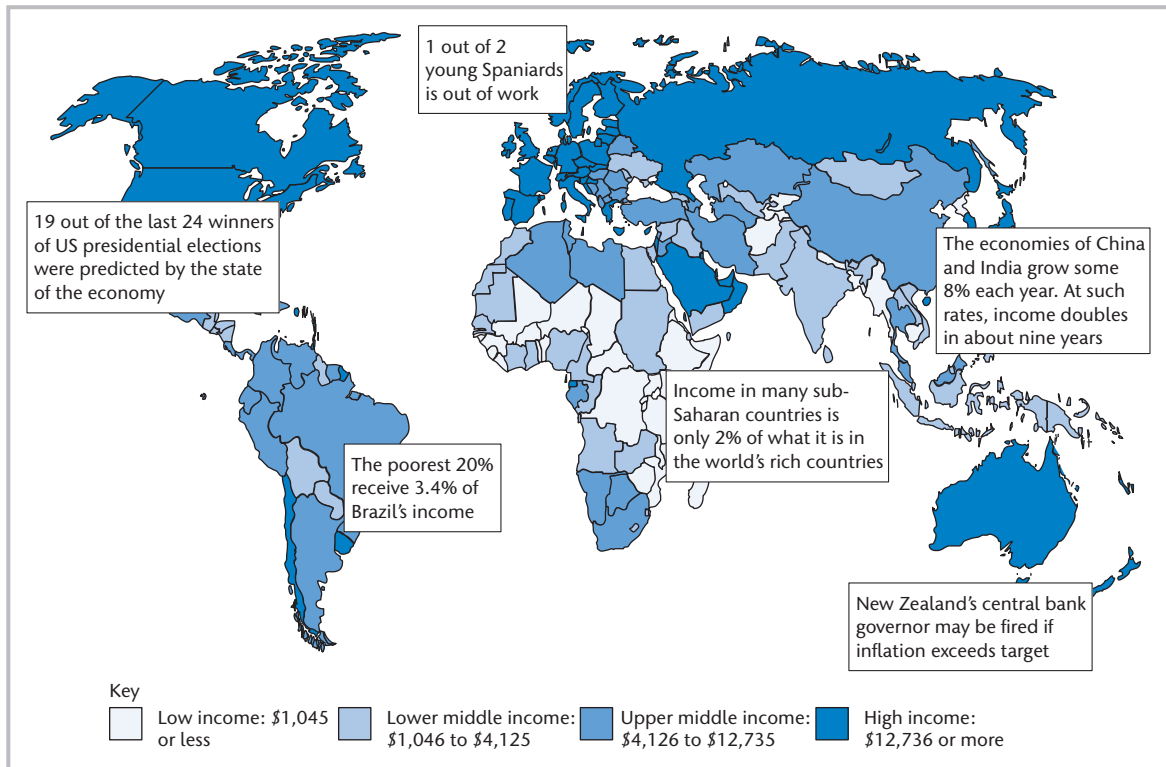 1 out of 2
young Spaniards
is out of work
19 out of the last 24 winners
of US presidential elections
were predicted by the state
of the economy
The economies of China
and India grow some
8% each year. At such
rates, income doubles
in about nine years
Income in many sub-
Saharan countries is
only 2% of what it is in
the world's rich countries
The poorest 20%
receive 3.4% of
Brazil's income
New Zealand's central bank
governor may be fired if
inflation exceeds target
Key
Low income: $1,045
or less
Lower middle income:
$1,046 to $4,125
Upper middle income:
$4,126 to $12,735
High income:
$12,736 or more